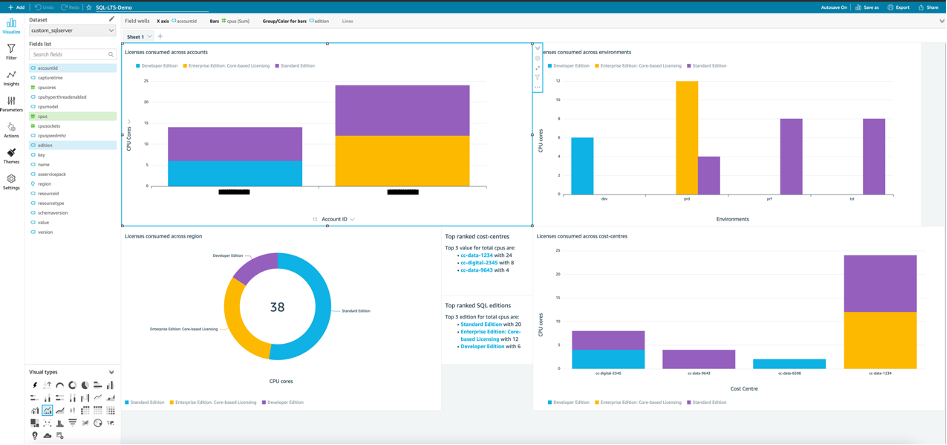 + Add
Undo
Redo
SQL-LTS-Demo
Autosave On
Save as
Export
Share
Visualize
Filter
Insights
Parameters
Actions
Themes
Settings
Dataset
custom_sqlserver
Fields list
Search fields
accountid
capturetime
cpucores
cpuhyperthreadenabled
cpumodel
cpus
cpusockets
cpuspeedmhz
edition
key
name
osservicepack
region
resourceid
resourcetype
schemaversion
value
version
Visual types
Field wells
X axis
accountid
Bars
cpus (Sum)
Group/Color for bars
edition
Lines
Sheet 1
Licenses consumed across accounts
Developer Edition
Enterprise Edition: Core-based Licensing
Standard Edition
CPU Cores
25
20
15
10
5
0
Account ID
Licenses consumed across environments
Developer Edition
Enterprise Edition: Core-based Licensing
Standard Edition
CPU cores
12
10
8
6
4
2
0
dev
prd
prf
tst
Environments
Licenses consumed across region
Developer Edition
38
Standard Edition
Enterprise Edition: Core-based Licensing
CPU cores
Standard Edition
Enterprise Edition: Core-based Licensing
Developer Edition
Top ranked cost-centres
Top 3 value for total cpus are:
• cc-data-1234 with 24
• cc-digital-2345 with 8
• cc-data-9643 with 4
Top ranked SQL editions
Top 3 edition for total cpus are:
• Standard Edition with 20
• Enterprise Edition: Core-
based Licensing with 12
• Developer Edition with 6
Licenses consumed across cost-centres
CPU cores
25
20
15
10
5
0
cc-digital-2345
cc-data-9643
cc-data-1234
Cost Centre
Developer Edition
Enterprise Edition: Core-based Licensing
Standard Edition